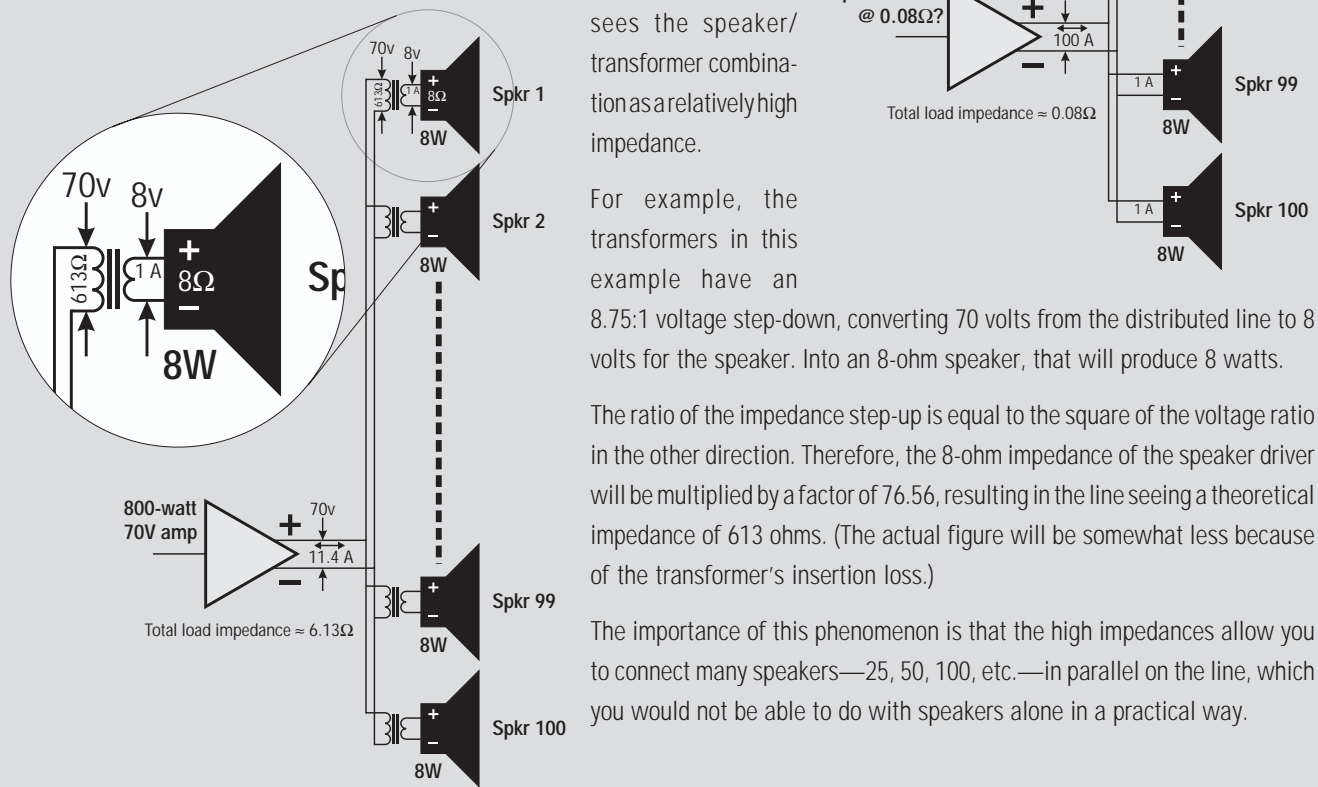 70v
8v
613Ω
1 A
+
8Ω
–
8W
Spkr 1
70v
8v
613Ω
1 A
+
8Ω
–
8W
Sp
+
–
8W
Spkr 2
800-watt
70V amp
70v
+
11.4 A
–
Total load impedance ≈ 6.13Ω
+
–
8W
Spkr 99
+
–
8W
Spkr 100
sees the speaker/
transformer combina-
tion as a relatively high
impedance.
For example, the
transformers in this
example have an
8.75:1 voltage step-down, converting 70 volts from the distributed line to 8
volts for the speaker. Into an 8-ohm speaker, that will produce 8 watts.
The ratio of the impedance step-up is equal to the square of the voltage ratio
in the other direction. Therefore, the 8-ohm impedance of the speaker driver
will be multiplied by a factor of 76.56, resulting in the line seeing a theoretical
impedance of 613 ohms. (The actual figure will be somewhat less because
of the transformer's insertion loss.)
The importance of this phenomenon is that the high impedances allow you
to connect many speakers—25, 50, 100, etc.—in parallel on the line, which
you would not be able to do with speakers alone in a practical way.
@ 0.08Ω?
+
100 A
–
Total load impedance ≈ 0.08Ω
1 A
+
–
8W
Spkr 99
1 A
+
–
8W
Spkr 100